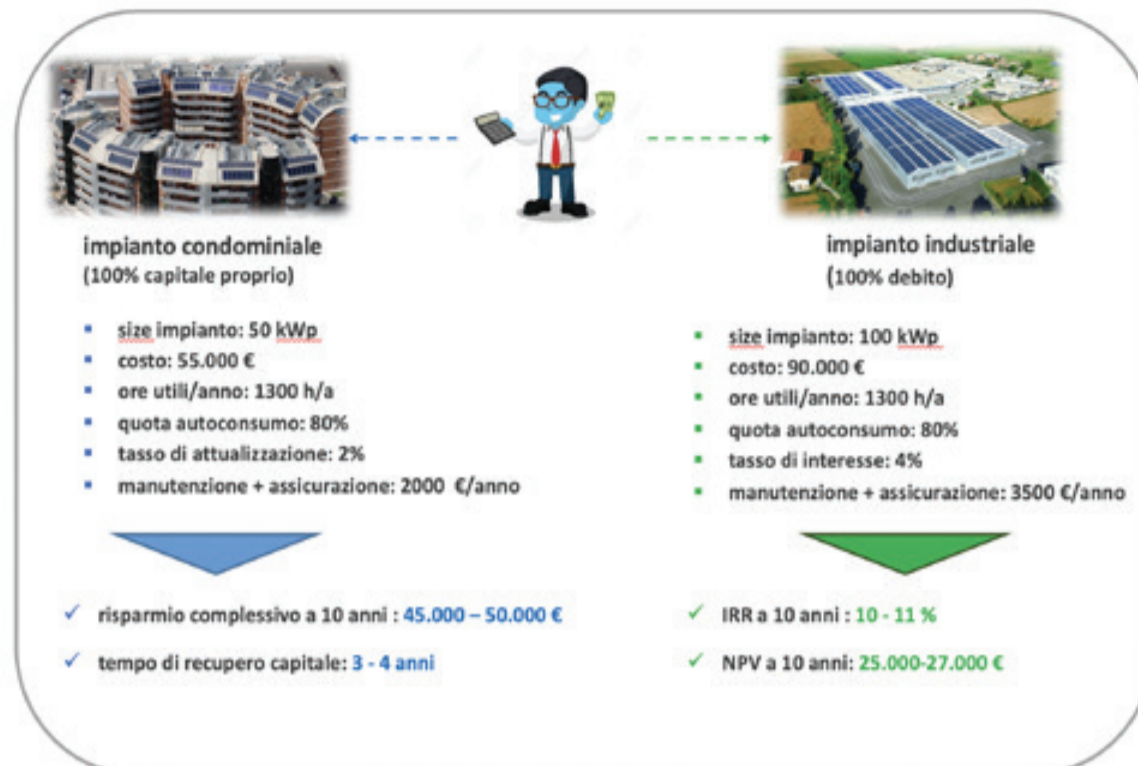 impianto condominiale
(100% capitale proprio)
size impianto: 50 kWp
costo: 55.000 €
ore utili/anno: 1300 h/a
quota autoconsumo: 80%
tasso di attualizzazione: 2%
manutenzione + assicurazione: 2000 €/anno
risparmio complessivo a 10 anni : 45.000 – 50.000 €
tempo di recupero capitale: 3 - 4 anni
impianto industriale
(100% debito)
size impianto: 100 kWp
costo: 90.000 €
ore utili/anno: 1300 h/a
quota autoconsumo: 80%
tasso di interesse: 4%
manutenzione + assicurazione: 3500 €/anno
IRR a 10 anni : 10 - 11 %
NPV a 10 anni: 25.000-27.000 €